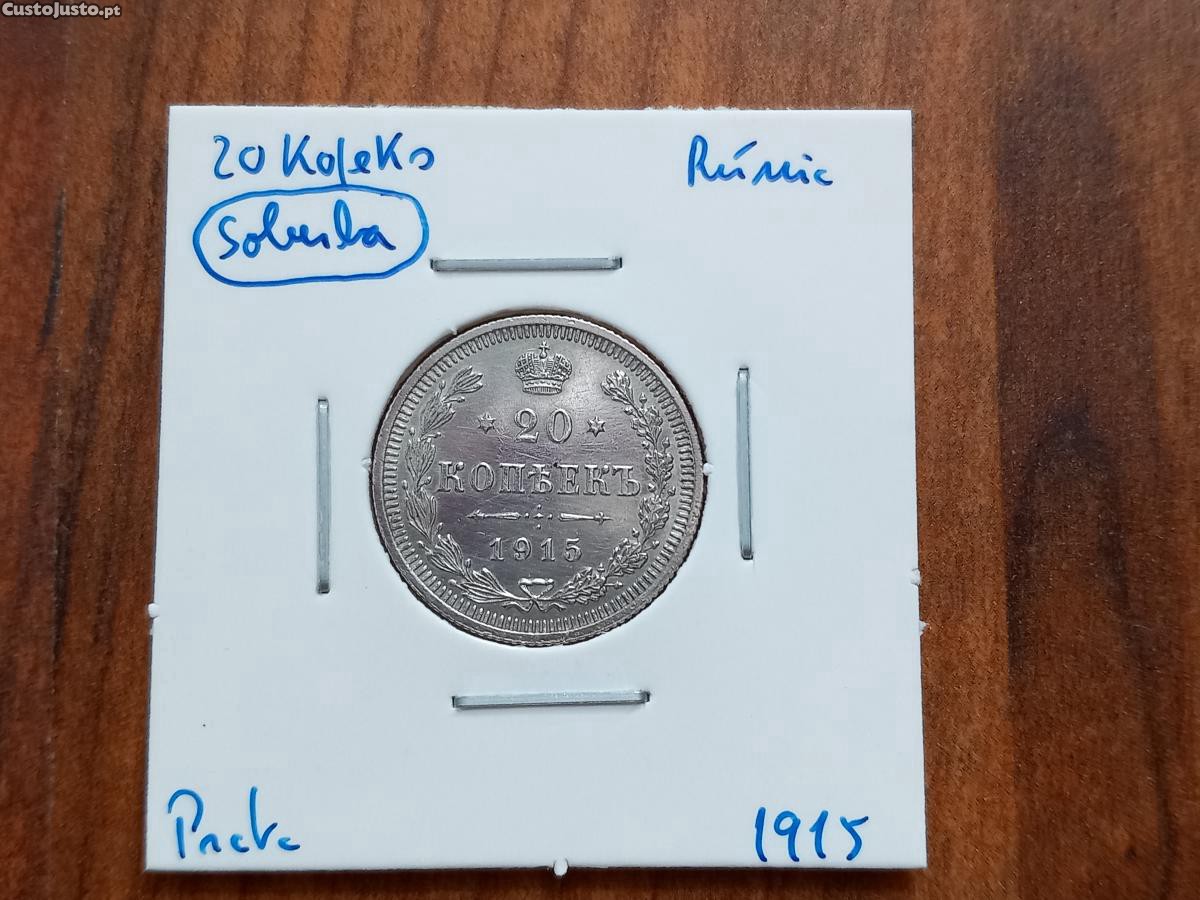 CustoJusto.pt
20 Kopeks
Rússia
Soberba
20
КОПѢЕКЪ
1915
Prata
1915